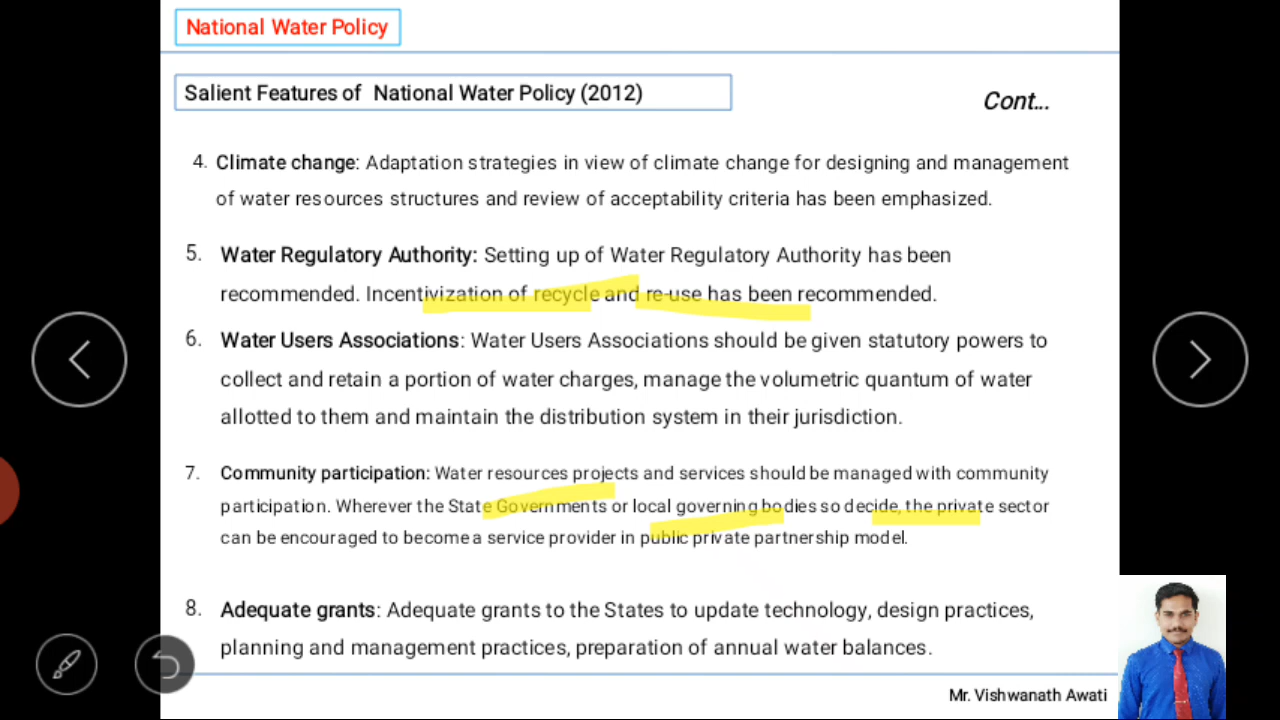 National Water Policy
Salient Features of National Water Policy (2012)
Cont...
4. Climate change: Adaptation strategies in view of climate change for designing and management
of water resources structures and review of acceptability criteria has been emphasized.
5. Water Regulatory Authority: Setting up of Water Regulatory Authority has been
recommended. Incentivization of recycle and re-use has been recommended.
6. Water Users Associations: Water Users Associations should be given statutory powers to
collect and retain a portion of water charges, manage the volumetric quantum of water
allotted to them and maintain the distribution system in their jurisdiction.
7. Community participation: Water resources projects and services should be managed with community
participation. Wherever the State Governments or local governing bodies so decide, the private sector
can be encouraged to become a service provider in public private partnership model.
8. Adequate grants: Adequate grants to the States to update technology, design practices,
planning and management practices, preparation of annual water balances.
Mr. Vishwanath Awati